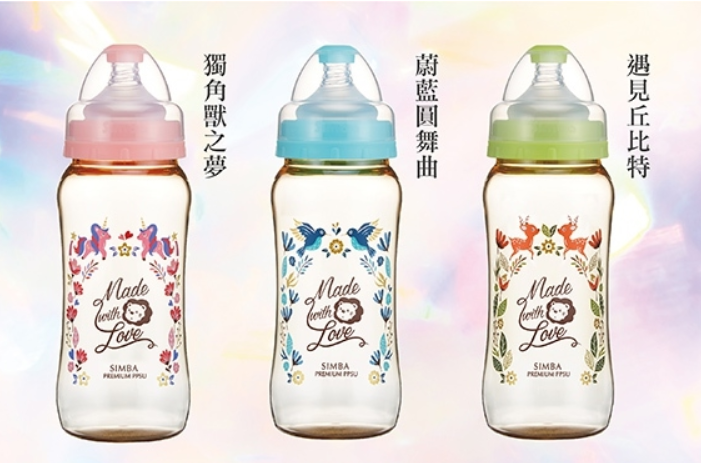 獨角獸之夢
Made
with
Love
SIMBA
PREMIUM PPSU
蔚藍圓舞曲
Made
with
Love
SIMBA
PREMIUM PPSU
遇見丘比特
Made
with
Love
SIMBA
PREMIUM PPSU